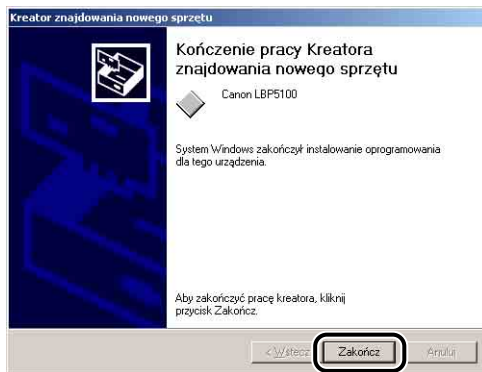 Kreator znajdowania nowego sprzętu
Kończenie pracy Kreatora
znajdowania nowego sprzętu
Canon LBP5100
System Windows zakończył instalowanie oprogramowania
dla tego urządzenia.
Aby zakończyć pracę kreatora, kliknij
przycisk Zakończ.
< Wstecz Zakończ Anuluj